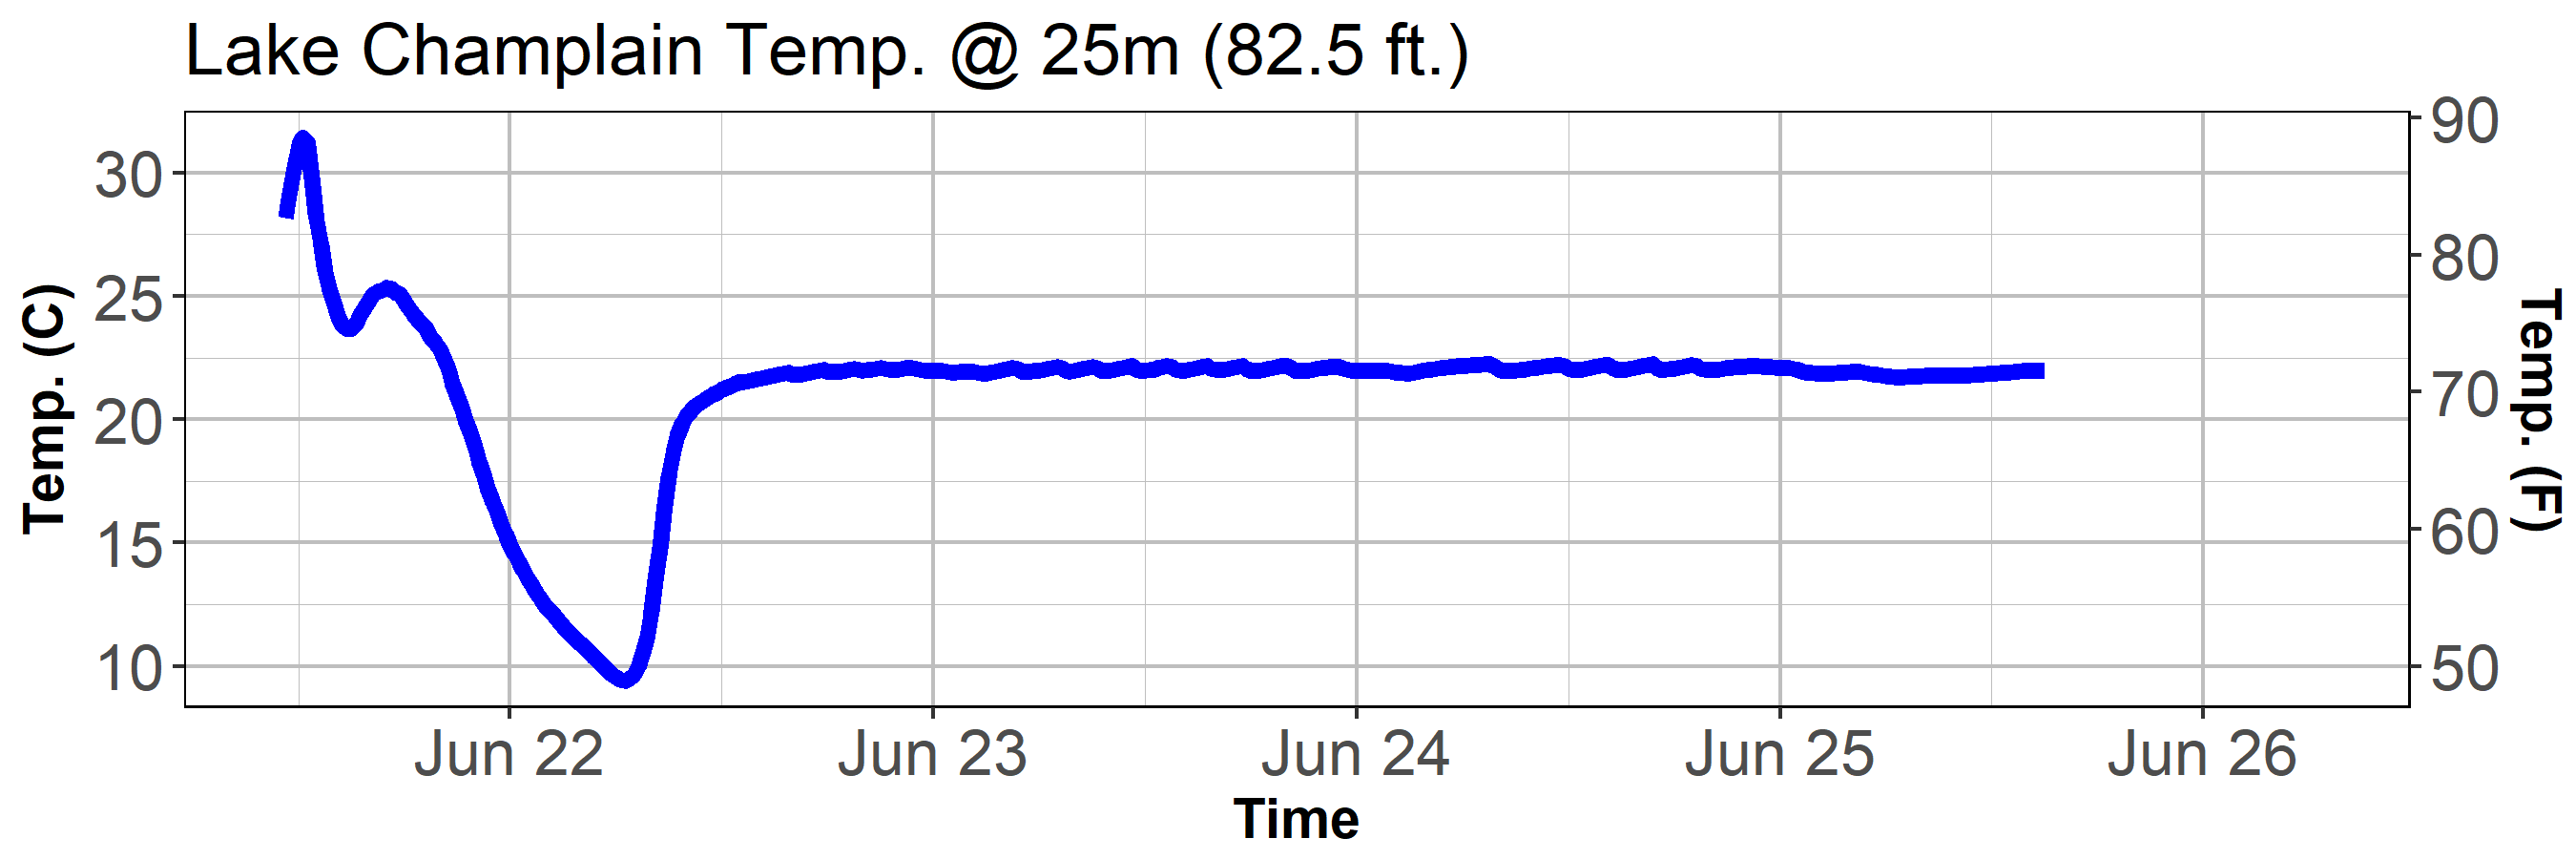 Lake Champlain Temp. @ 25m (82.5 ft.)
Temp. (C)
30
25
20
15
10
90
80
70
60
50
Temp. (F)
Jun 22 Jun 23 Jun 24 Jun 25 Jun 26
Time